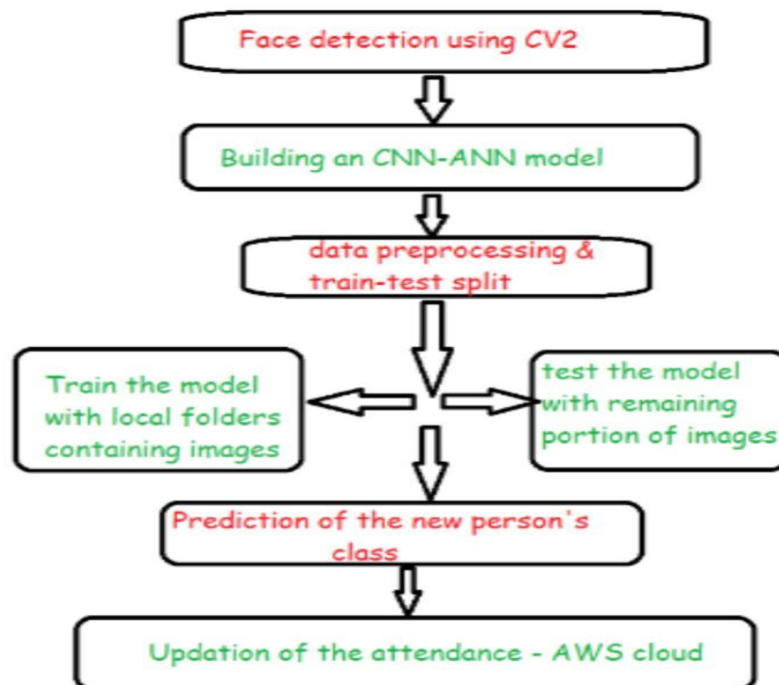 Face detection using CV2
Building an CNN-ANN model
data preprocessing &
train-test split
Train the model
with local folders
containing images
test the model
with remaining
portion of images
Prediction of the new person's
class
Updation of the attendance - AWS cloud